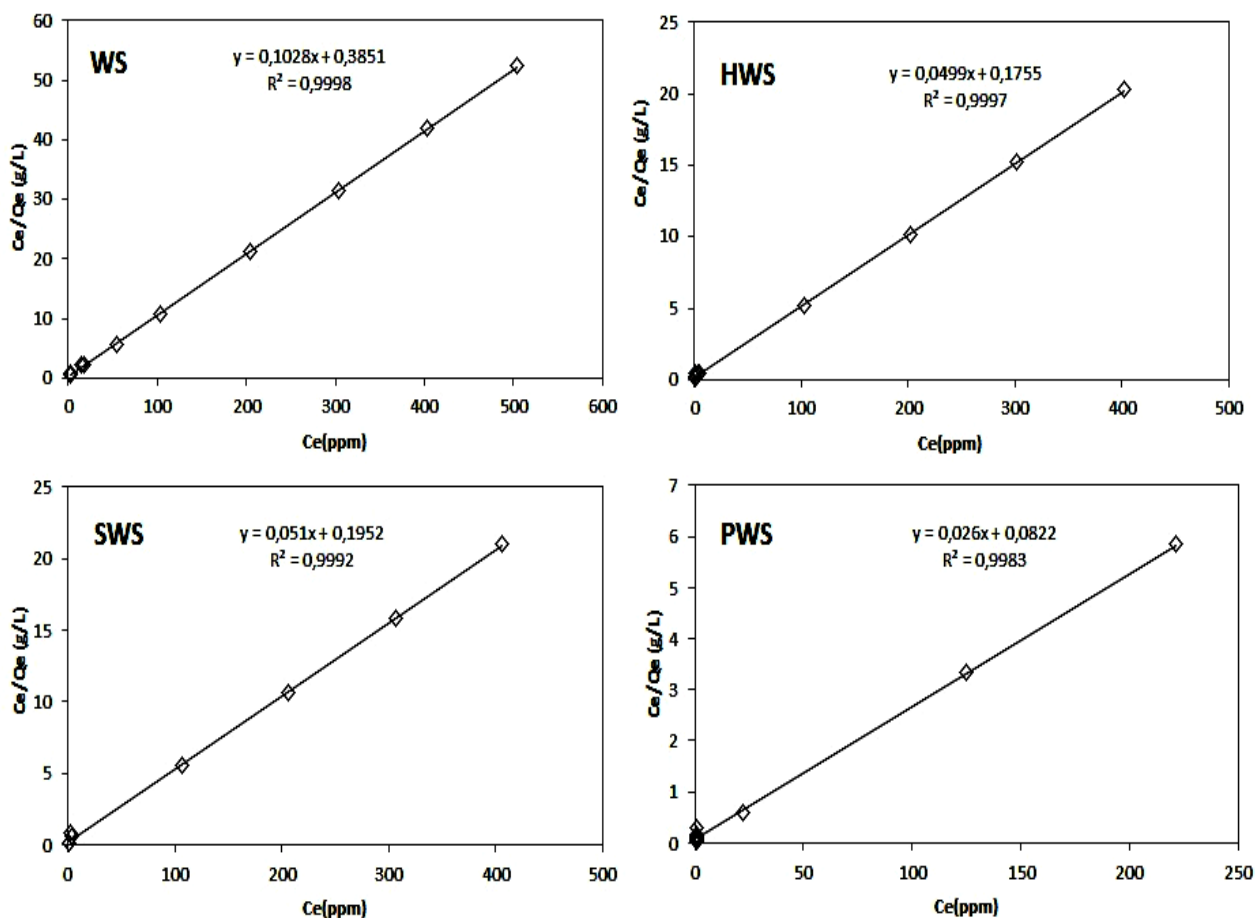 WS
y = 0,1028x + 0,3851
R² = 0,9998
Ce/Qe (g/L)
60
50
40
30
20
10
0
0 100 200 300 400 500 600
Ce(ppm)
HWS
y = 0,0499x + 0,1755
R² = 0,9997
Ce/Qe (g/L)
25
20
15
10
5
0
0 100 200 300 400 500
Ce(ppm)
SWS
y = 0,051x + 0,1952
R² = 0,9992
Ce/Qe (g/L)
25
20
15
10
5
0
0 100 200 300 400 500
Ce(ppm)
PWS
y = 0,026x + 0,0822
R² = 0,9983
Ce/Qe (g/L)
7
6
5
4
3
2
1
0
0 50 100 150 200 250
Ce(ppm)